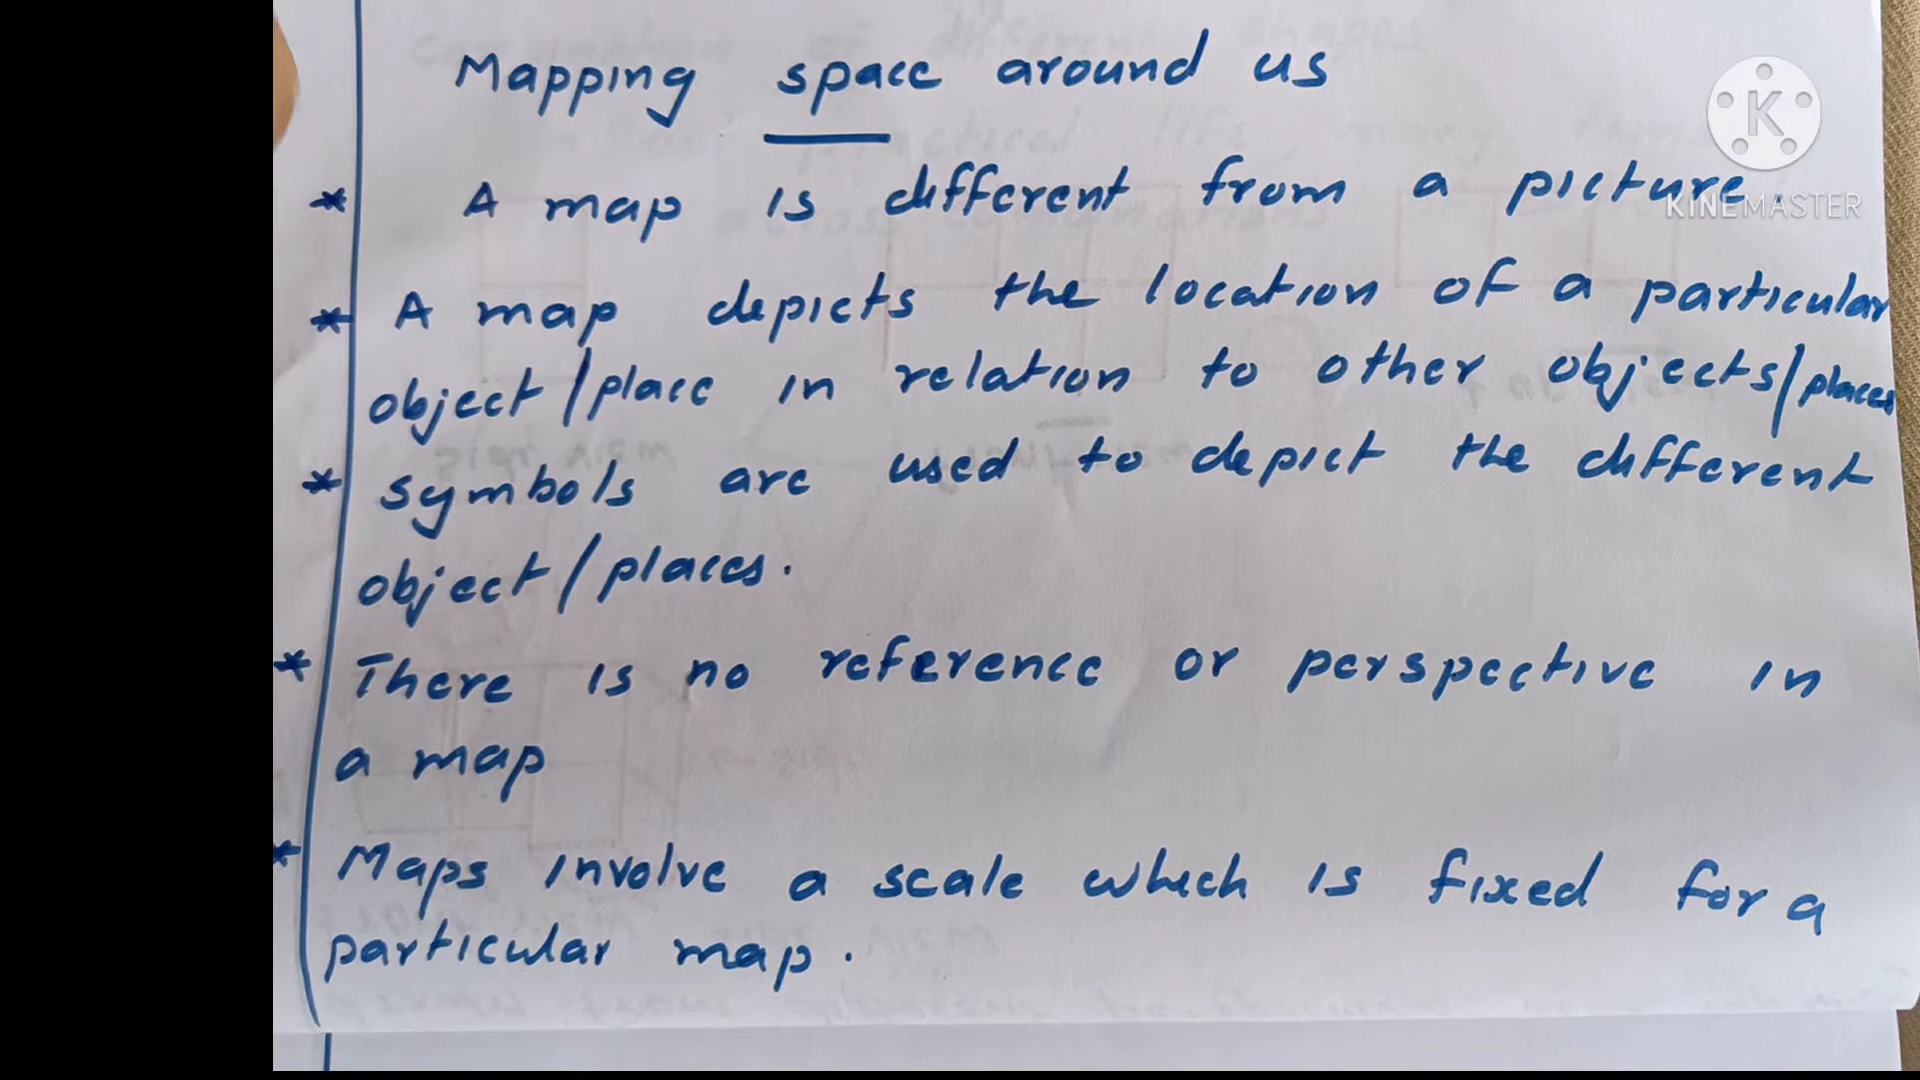 Mapping space around us
* A map is different from a picture.
* A map depicts the location of a particular
object/place in relation to other objects/places
* symbols are used to depict the different
object/places.
* There is no reference or perspective in
a map
* Maps involve a scale which is fixed for a
particular map.
K
KINEMASTER